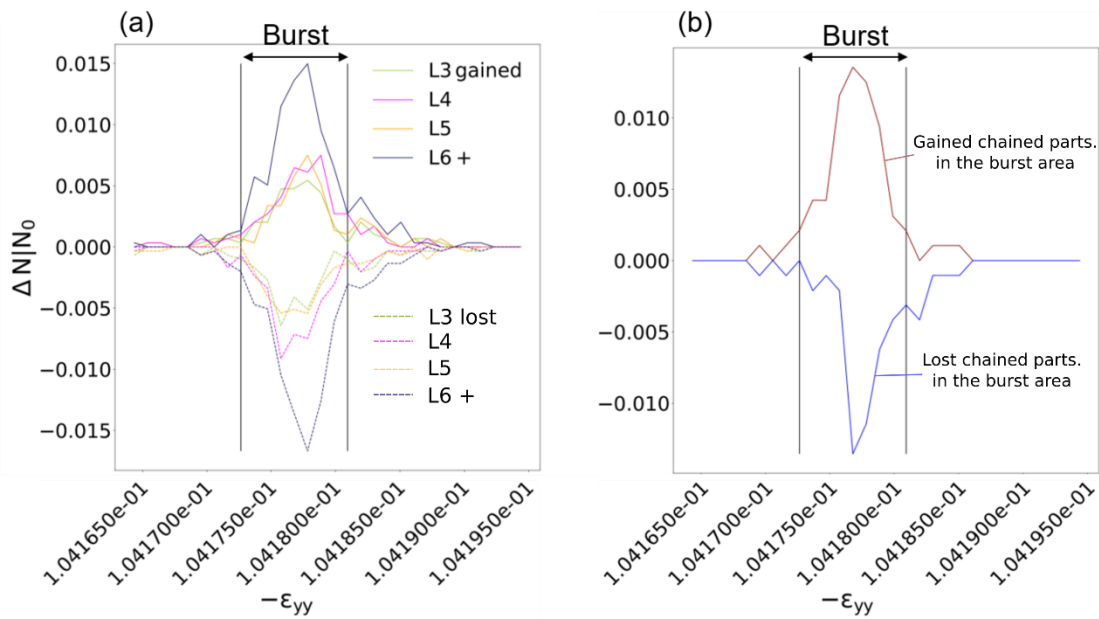 (a)
Burst
0.015
0.010
0.005
0.000
−0.005
−0.010
−0.015
ΔN|N₀
L3 gained
L4
L5
L6 +
L3 lost
L4
L5
L6 +
1.041650e-01
1.041700e-01
1.041750e-01
1.041800e-01
1.041850e-01
1.041900e-01
1.041950e-01
−εyy
(b)
Burst
0.010
0.005
0.000
−0.005
−0.010
Gained chained parts.
in the burst area
Lost chained parts.
in the burst area
1.041650e-01
1.041700e-01
1.041750e-01
1.041800e-01
1.041850e-01
1.041900e-01
1.041950e-01
−εyy